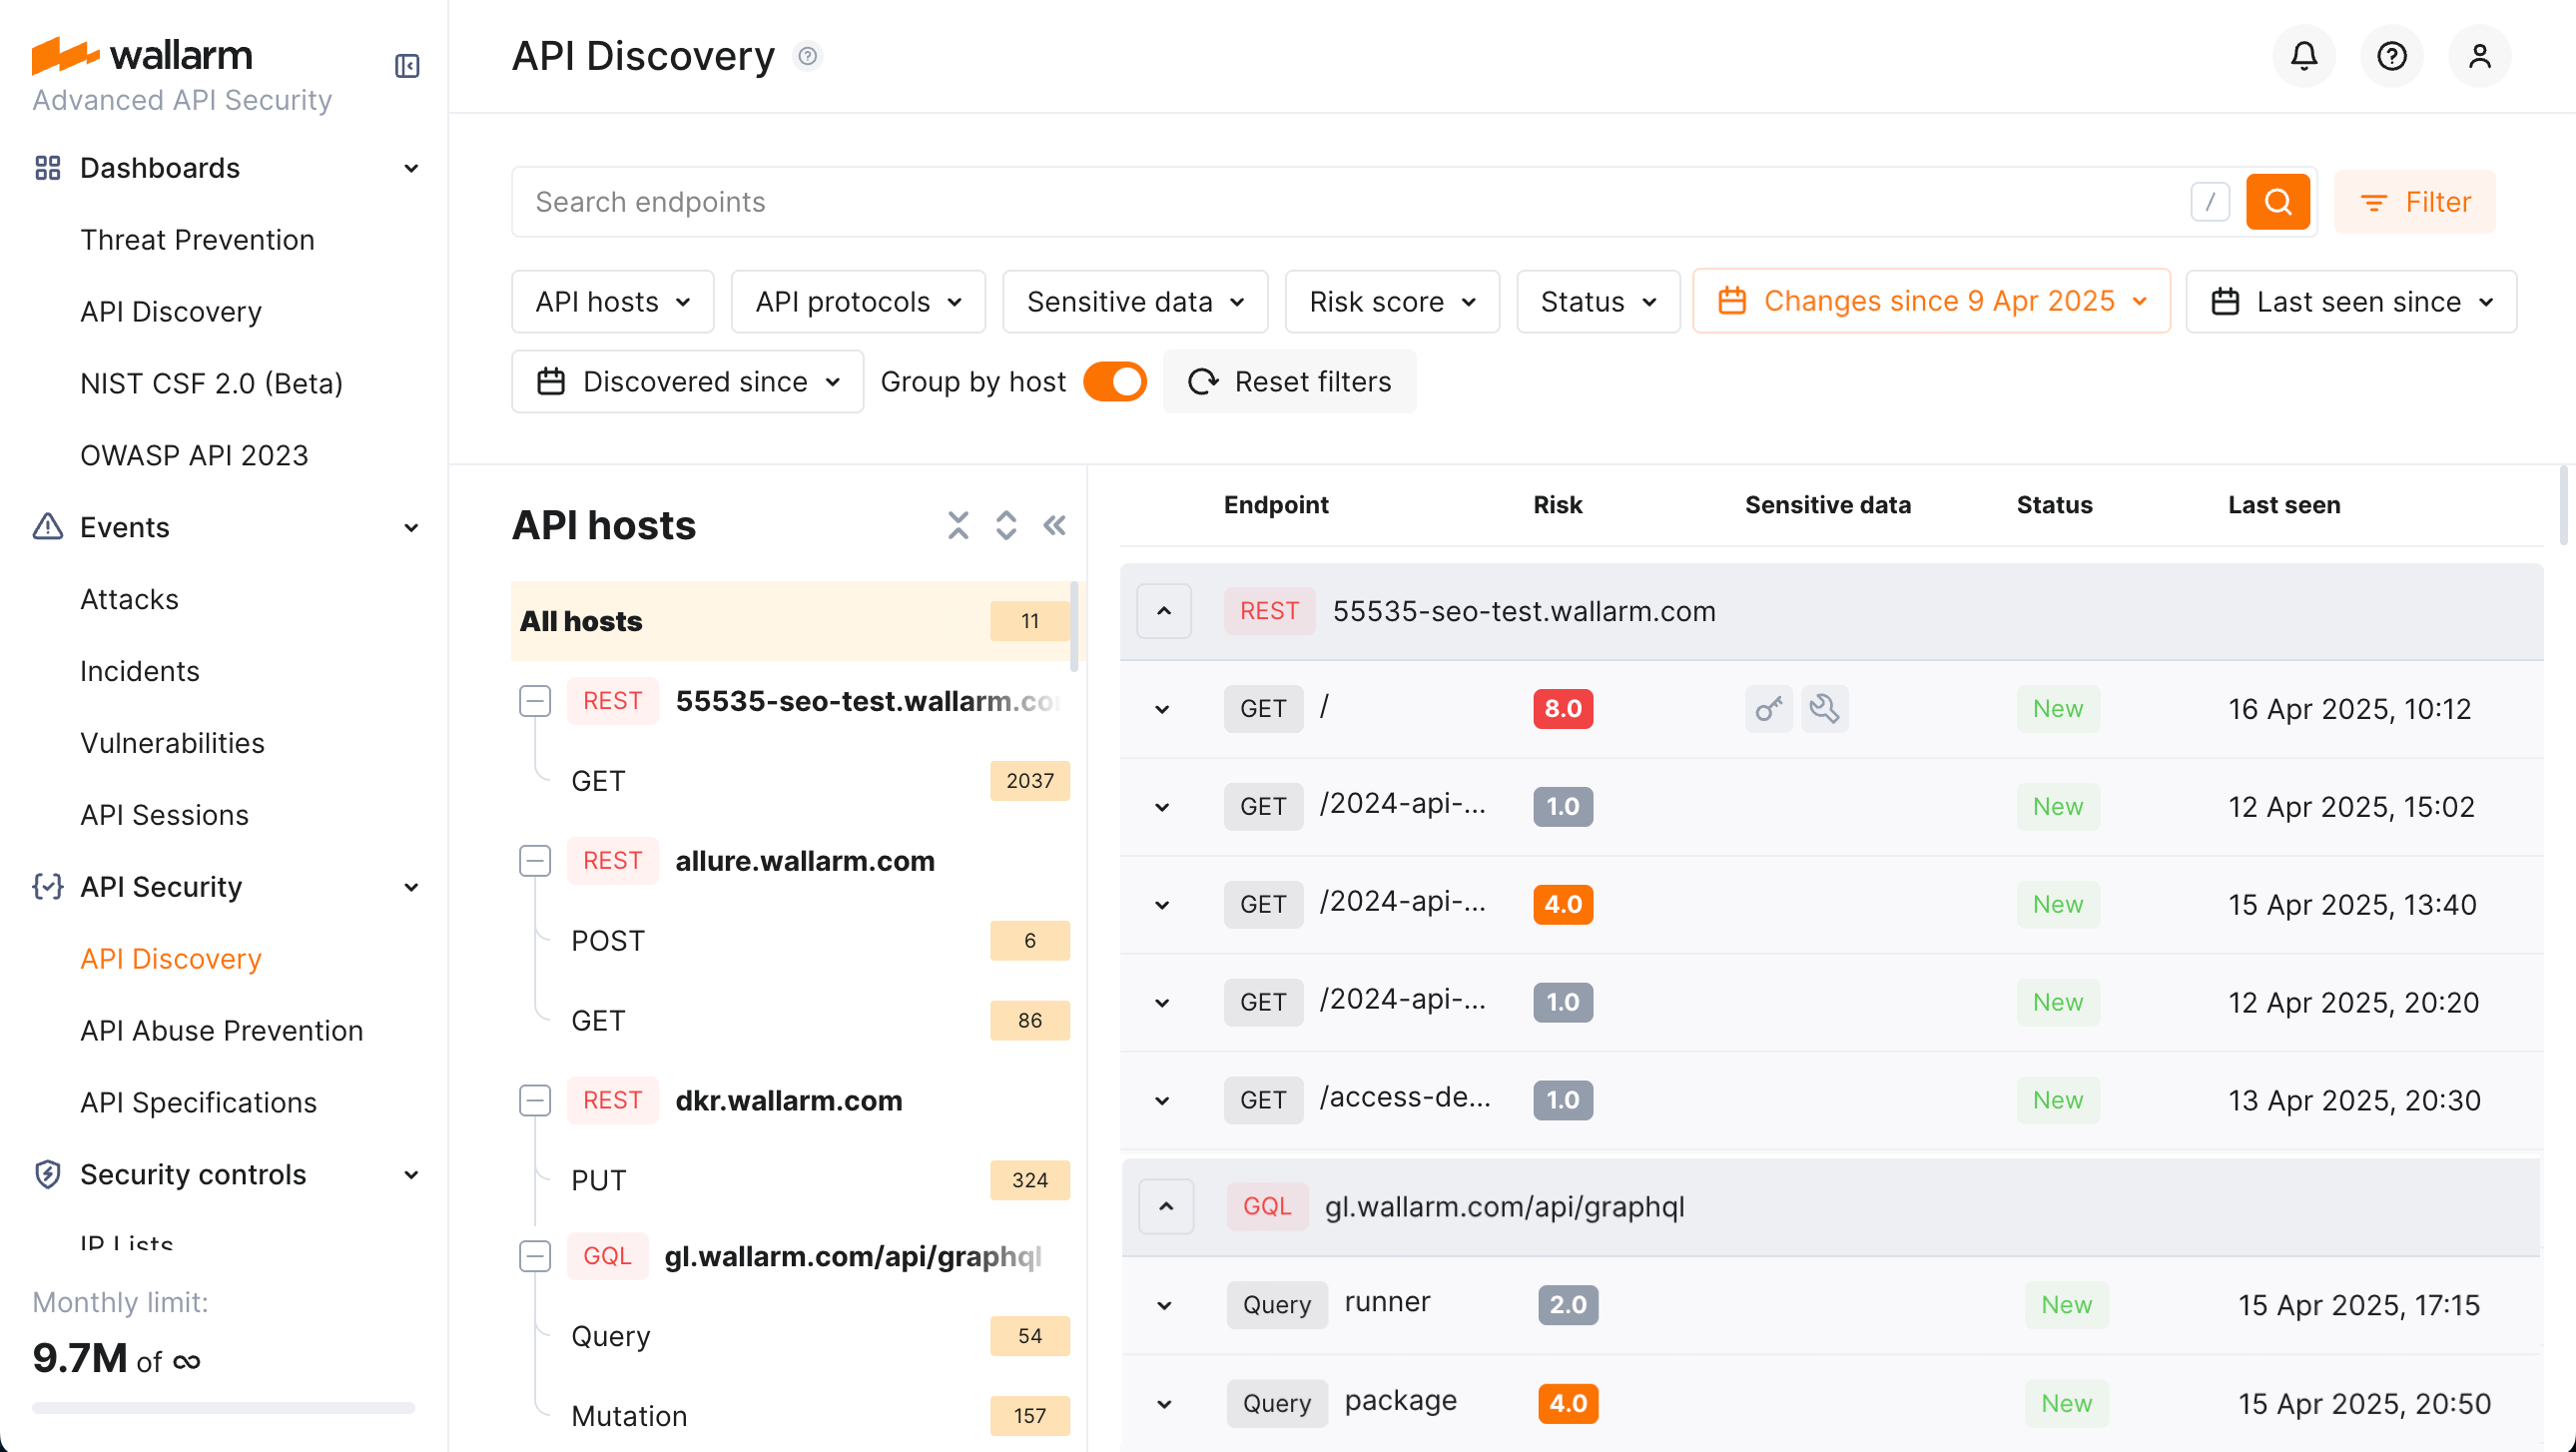 wallarm
Advanced API Security
Dashboards
Threat Prevention
API Discovery
NIST CSF 2.0 (Beta)
OWASP API 2023
Events
Attacks
Incidents
Vulnerabilities
API Sessions
API Security
API Discovery
API Abuse Prevention
API Specifications
Security controls
IP Lists
Monthly limit:
9.7M of ∞
API Discovery
Search endpoints /
Filter
API hosts
API protocols
Sensitive data
Risk score
Status
Changes since 9 Apr 2025
Last seen since
Discovered since
Group by host
Reset filters
API hosts
All hosts 11
REST 55535-seo-test.wallarm.co
GET 2037
REST allure.wallarm.com
POST 6
GET 86
REST dkr.wallarm.com
PUT 324
GQL gl.wallarm.com/api/graphql
Query 54
Mutation 157
Endpoint Risk Sensitive data Status Last seen
REST 55535-seo-test.wallarm.com
GET / 8.0 New 16 Apr 2025, 10:12
GET /2024-api-... 1.0 New 12 Apr 2025, 15:02
GET /2024-api-... 4.0 New 15 Apr 2025, 13:40
GET /2024-api-... 1.0 New 12 Apr 2025, 20:20
GET /access-de... 1.0 New 13 Apr 2025, 20:30
GQL gl.wallarm.com/api/graphql
Query runner 2.0 New 15 Apr 2025, 17:15
Query package 4.0 New 15 Apr 2025, 20:50